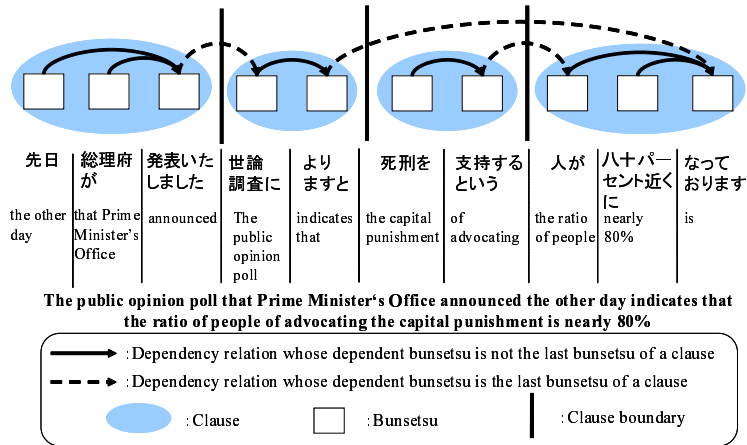 先日
the other
day
総理府
が
that Prime
Minister's
Office
発表いた
しました
announced
世論
調査に
The
public
opinion
poll
より
ますと
indicates
that
死刑を
the capital
punishment
支持する
という
of
advocating
人が
the ratio
of people
八十パー
セント近く
に
nearly
80%
なって
おります
is
The public opinion poll that Prime Minister‘s Office announced the other day indicates that
the ratio of people of advocating the capital punishment is nearly 80%
: Dependency relation whose dependent bunsetsu is not the last bunsetsu of a clause
: Dependency relation whose dependent bunsetsu is the last bunsetsu of a clause
: Clause
: Bunsetsu
: Clause boundary